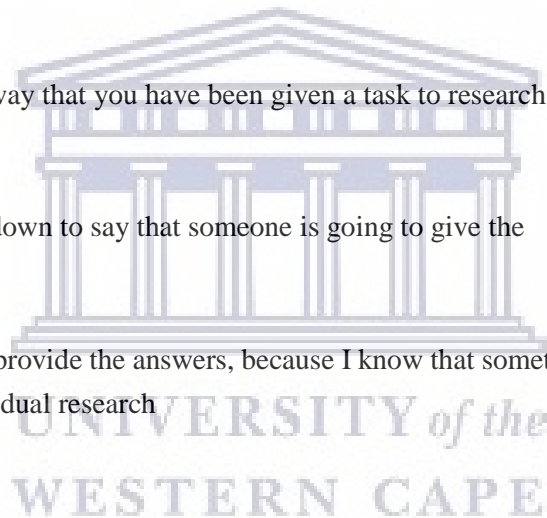 way that you have been given a task to research
down to say that someone is going to give the
provide the answers, because I know that
dual research
UNIVERSITY of the
WESTERN CAPE